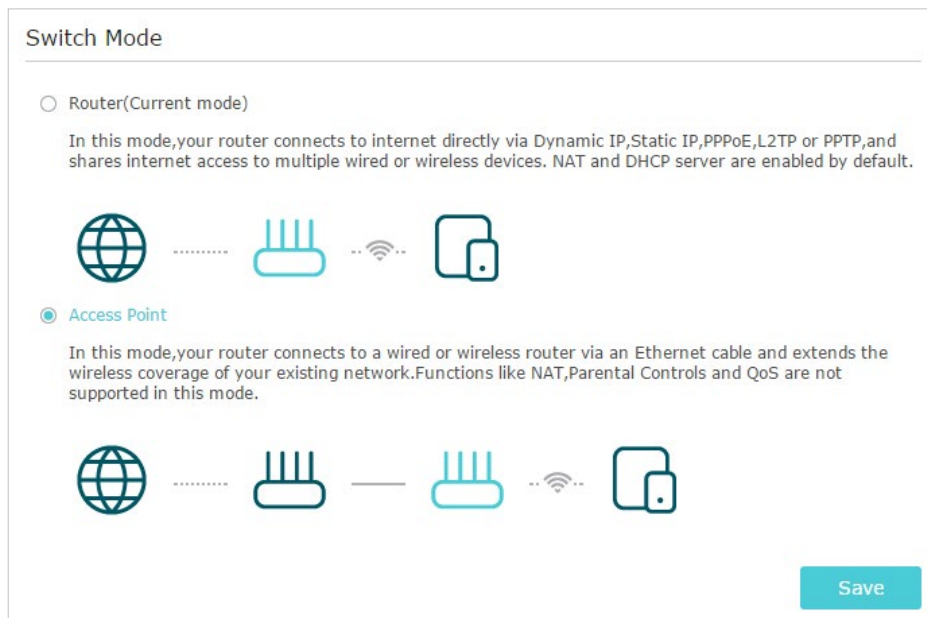 Switch Mode
Router(Current mode)
In this mode,your router connects to internet directly via Dynamic IP,Static IP,PPPoE,L2TP or PPTP,and
shares internet access to multiple wired or wireless devices. NAT and DHCP server are enabled by default.
Access Point
In this mode,your router connects to a wired or wireless router via an Ethernet cable and extends the
wireless coverage of your existing network.Functions like NAT,Parental Controls and QoS are not
supported in this mode.
Save